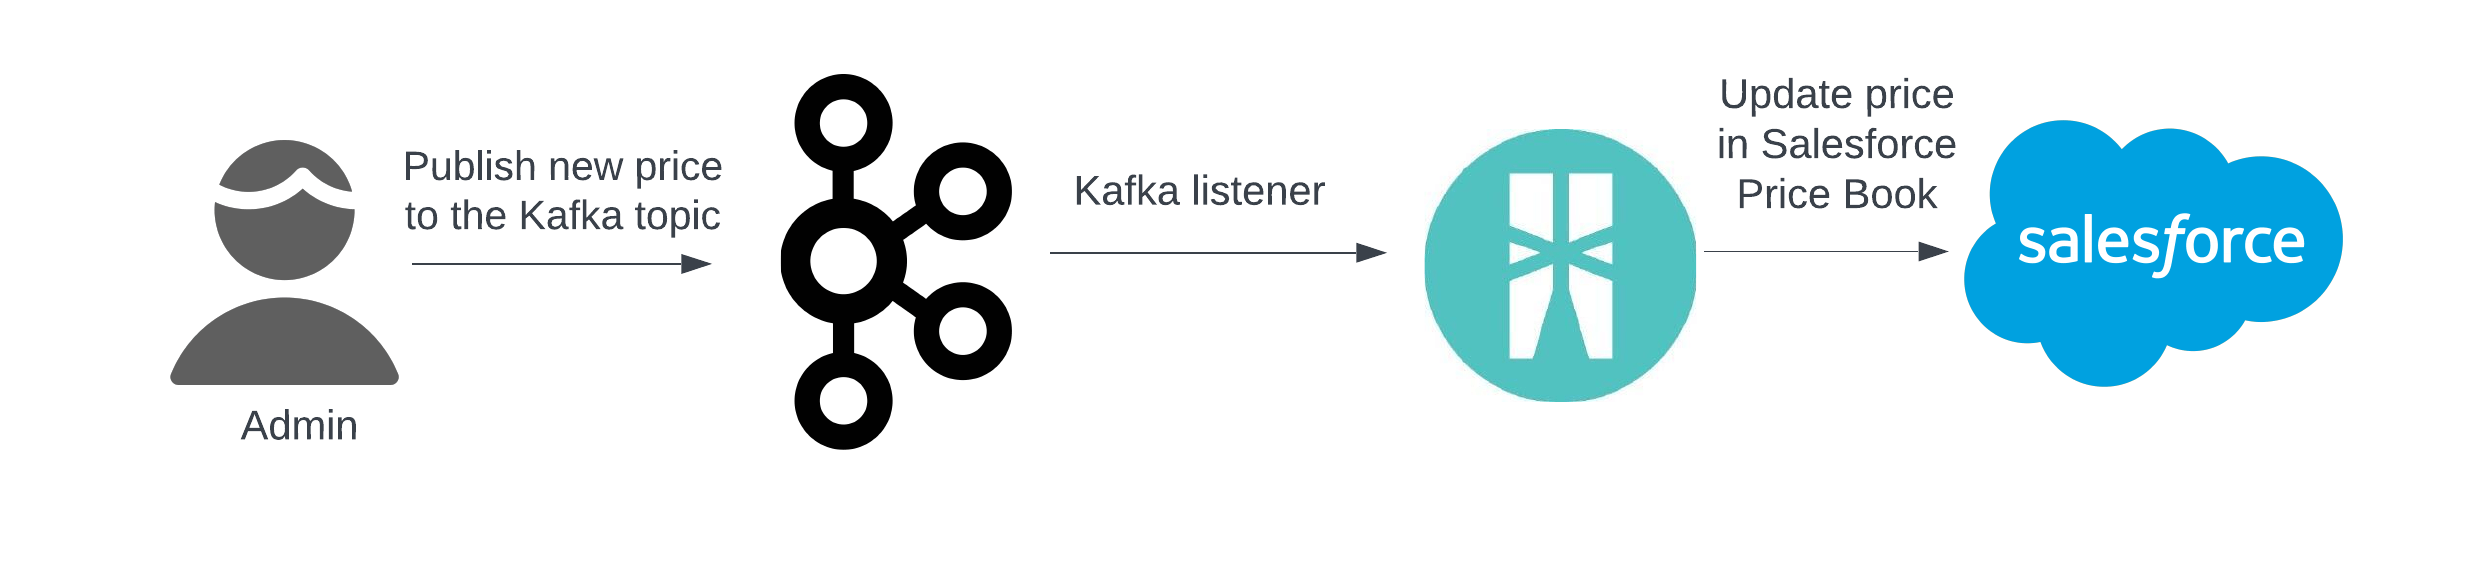 Publish new price
to the Kafka topic
Admin
Kafka listener
Update price
in Salesforce
Price Book
salesforce